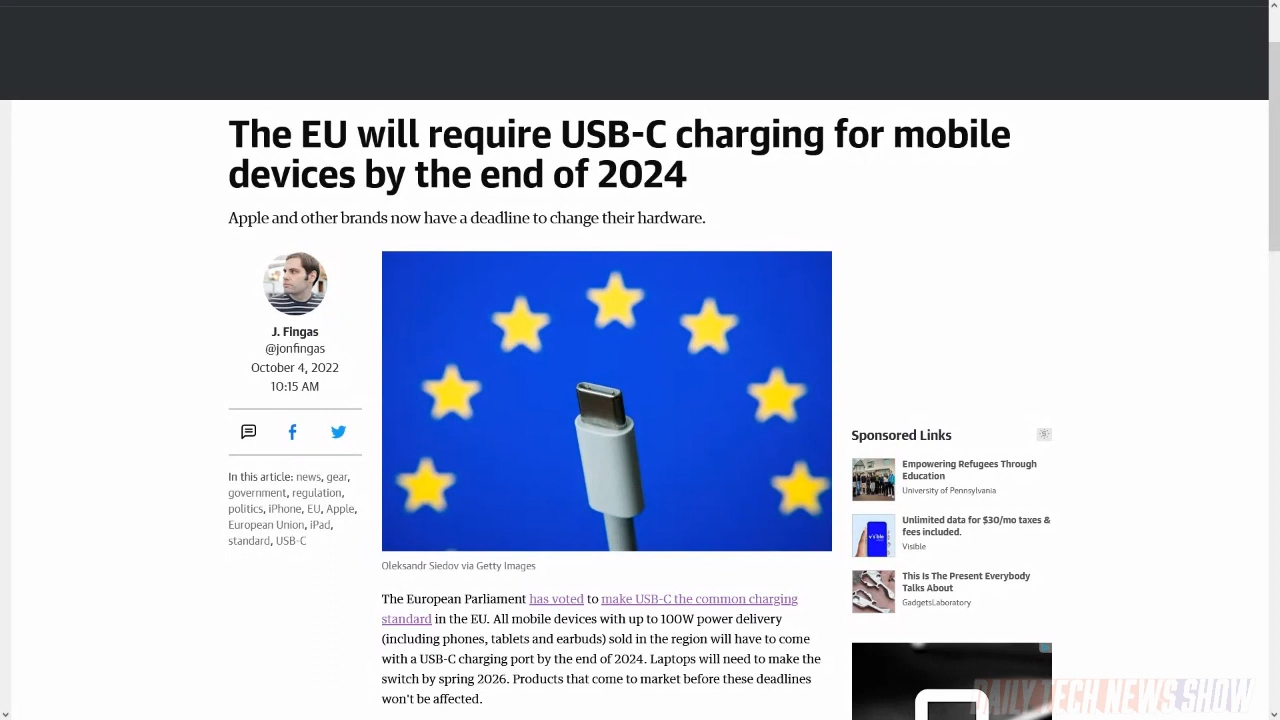 The EU will require USB-C charging for mobile
devices by the end of 2024
Apple and other brands now have a deadline to change their hardware.
J. Fingas
@jonfingas
October 4, 2022
10:15 AM
In this article: news, gear,
government, regulation,
politics, iPhone, EU, Apple,
European Union, iPad,
standard, USB-C
Oleksandr Siedov via Getty Images
The European Parliament has voted to make USB-C the common charging
standard in the EU. All mobile devices with up to 100W power delivery
(including phones, tablets and earbuds) sold in the region will have to come
with a USB-C charging port by the end of 2024. Laptops will need to make the
switch by spring 2026. Products that come to market before these deadlines
won't be affected.
Sponsored Links
Empowering Refugees Through
Education
University of Pennsylvania
Unlimited data for $30/mo taxes &
fees included.
Visible
This Is The Present Everybody
Talks About
GadgetsLaboratory
DAILY TECH NEWS SHOW